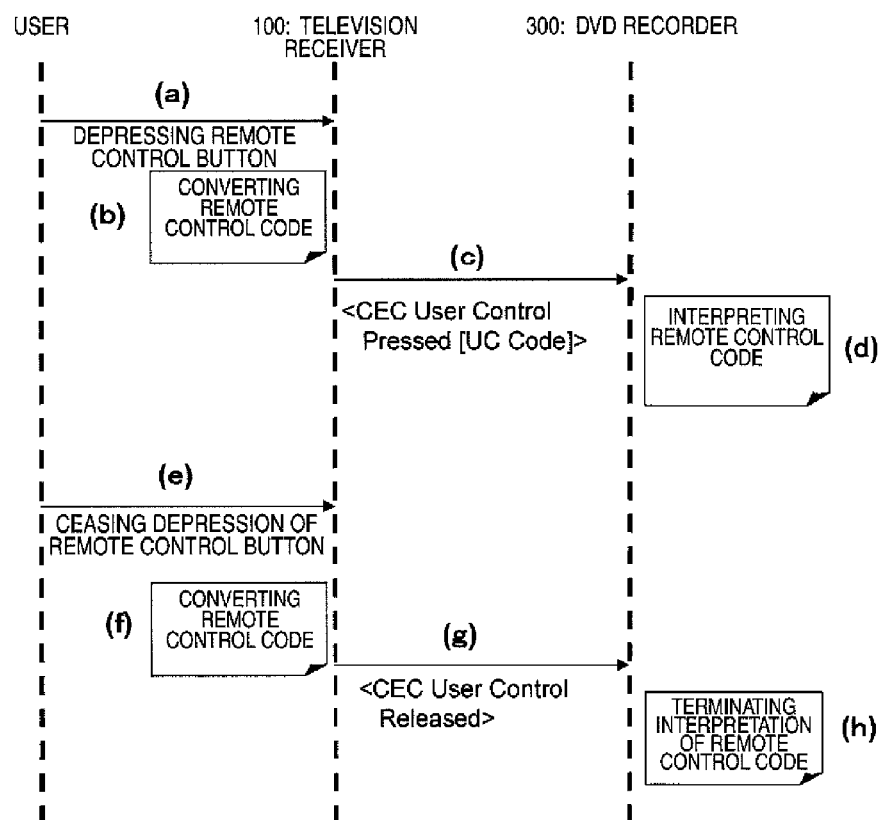 USER
100: TELEVISION
RECEIVER
300: DVD RECORDER
(a)
DEPRESSING REMOTE
CONTROL BUTTON
(b)
CONVERTING
REMOTE
CONTROL CODE
(c)
<CEC User Control
Pressed [UC Code]>
INTERPRETING
REMOTE CONTROL
CODE
(d)
(e)
CEASING DEPRESSION OF
REMOTE CONTROL BUTTON
(f)
CONVERTING
REMOTE
CONTROL CODE
(g)
<CEC User Control
Released>
TERMINATING
INTERPRETATION
OF REMOTE
CONTROL CODE
(h)